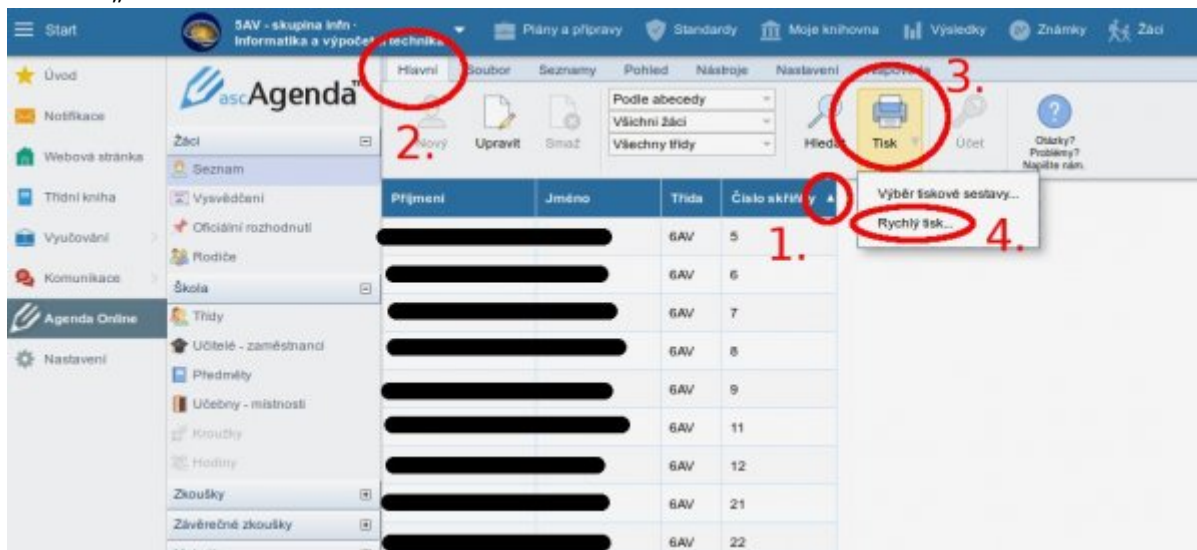 „
Start
5AV - skupina Infn -
Informatika a výpočetní technika
Plány a přípravy
Standardy
Moje knihovna
Výsledky
Známky
Žáci
Úvod
Notifikace
Webová stránka
Třídní kniha
Vyučování
Komunikace
Agenda Online
Nastavení
ascAgenda™
Žáci
Seznam
Vysvědčení
Oficiální rozhodnutí
Rodiče
Škola
Třídy
Učitelé - zaměstnanci
Předměty
Učebny - místnosti
Kroužky
Hodiny
Zkoušky
Závěrečné zkoušky
Hlavní
Soubor
Seznamy
Pohled
Nástroje
Nastavení
Nápověda
2.
Nový
Upravit
Smaž
Podle abecedy
Všichni žáci
Všechny třídy
Hledat
Tisk
3.
Účet
Otázky?
Problémy?
Napište nám.
Výběr tiskové sestavy...
Rychlý tisk...
4.
1.
Příjmení Jméno Třída Číslo skříňky
6AV 5
6AV 6
6AV 7
6AV 8
6AV 9
6AV 11
6AV 12
6AV 21
6AV 22